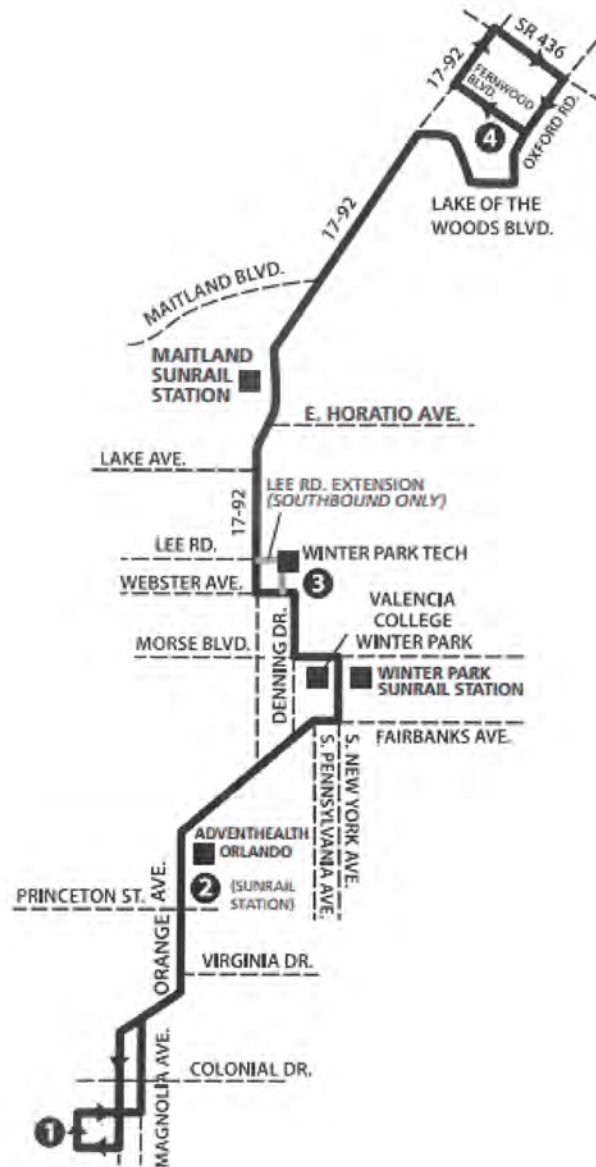 SR 436
17-92
FERNWOOD
BLVD.
OXFORD RD.
4
LAKE OF THE
WOODS BLVD.
17-92
MAITLAND BLVD.
MAITLAND
SUNRAIL
STATION
E. HORATIO AVE.
LAKE AVE.
17-92
LEE RD. EXTENSION
(SOUTHBOUND ONLY)
LEE RD.
WINTER PARK TECH
WEBSTER AVE.
3
VALENCIA
COLLEGE
WINTER PARK
MORSE BLVD.
DENNING DR.
WINTER PARK
SUNRAIL STATION
FAIRBANKS AVE.
S. PENNSYLVANIA AVE.
S. NEW YORK AVE.
ADVENTHEALTH
ORLANDO
2
(SUNRAIL
STATION)
PRINCETON ST.
ORANGE AVE.
VIRGINIA DR.
MAGNOLIA AVE.
COLONIAL DR.
1